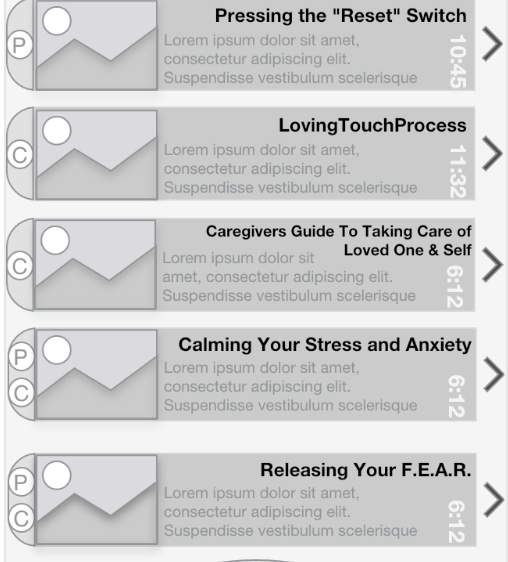 Pressing the "Reset" Switch
P
Lorem ipsum dolor sit amet,
consectetur adipiscing elit.
Suspendisse vestibulum scelerisque
10:45
LovingTouchProcess
C
Lorem ipsum dolor sit amet,
consectetur adipiscing elit.
Suspendisse vestibulum scelerisque
11:32
Caregivers Guide To Taking Care of
Loved One & Self
C
Lorem ipsum dolor sit
amet, consectetur adipiscing elit.
Suspendisse vestibulum scelerisque
6:12
Calming Your Stress and Anxiety
P
C
Lorem ipsum dolor sit amet,
consectetur adipiscing elit.
Suspendisse vestibulum scelerisque
6:12
Releasing Your F.E.A.R.
P
C
Lorem ipsum dolor sit amet,
consectetur adipiscing elit.
Suspendisse vestibulum scelerisque
6:12